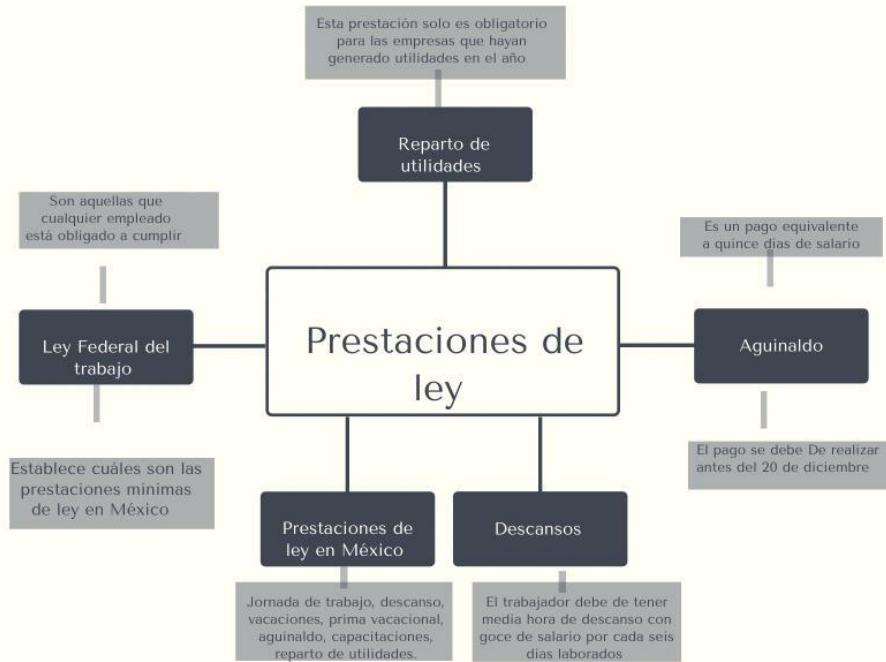 Esta prestación solo es obligatorio
para las empresas que hayan
generado utilidades en el año
Reparto de
utilidades
Son aquellas que
cualquier empleado
está obligado a cumplir
Es un pago equivalente
a quince días de salario
Ley Federal del
trabajo
Prestaciones de
ley
Aguinaldo
Establece cuáles son las
prestaciones mínimas
de ley en México
El pago se debe De realizar
antes del 20 de diciembre
Prestaciones de
ley en México
Descansos
Jornada de trabajo, descanso,
vacaciones, prima vacacional,
aguinaldo, capacitaciones,
reparto de utilidades.
El trabajador debe de tener
media hora de descanso con
goce de salario por cada seis
días laborados